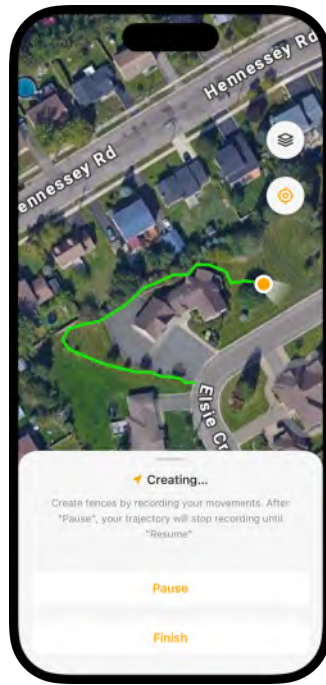 Hennessey Rd
ennessey Rd
Elsie Cr
Creating...
Create fences by recording your movements. After
"Pause", your trajectory will stop recording until
"Resume"
Pause
Finish